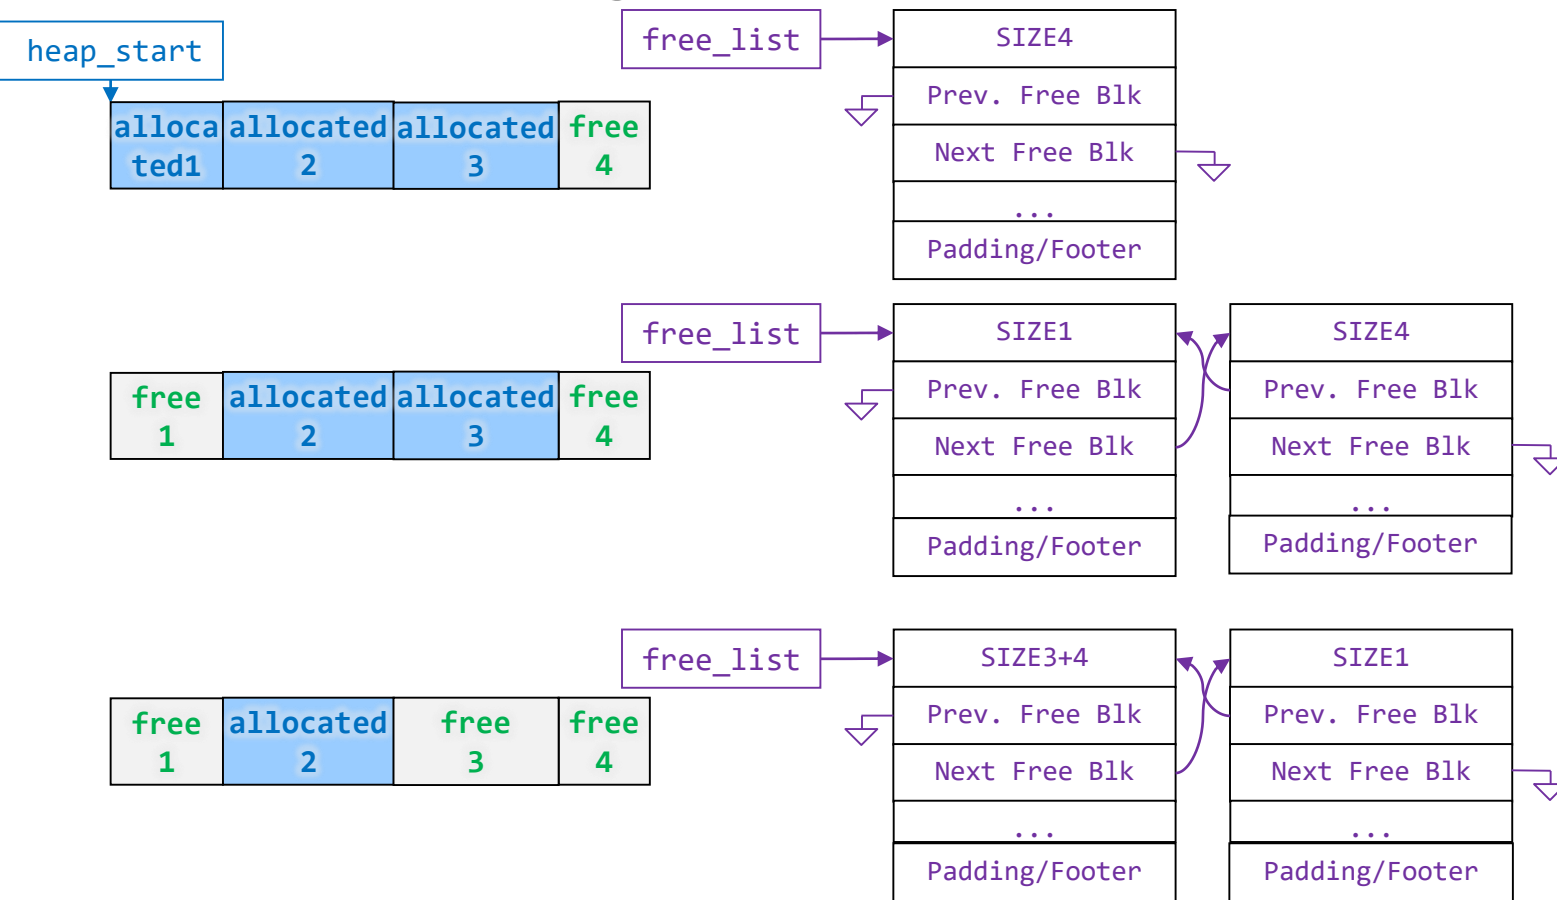 heap_start
alloca
ted1
allocated
2
allocated
3
free
4
free_list
SIZE4
Prev. Free Blk
Next Free Blk
...
Padding/Footer
free
1
allocated
2
allocated
3
free
4
free_list
SIZE1
Prev. Free Blk
Next Free Blk
...
Padding/Footer
SIZE4
Prev. Free Blk
Next Free Blk
...
Padding/Footer
free
1
allocated
2
free
3
free
4
free_list
SIZE3+4
Prev. Free Blk
Next Free Blk
...
Padding/Footer
SIZE1
Prev. Free Blk
Next Free Blk
...
Padding/Footer